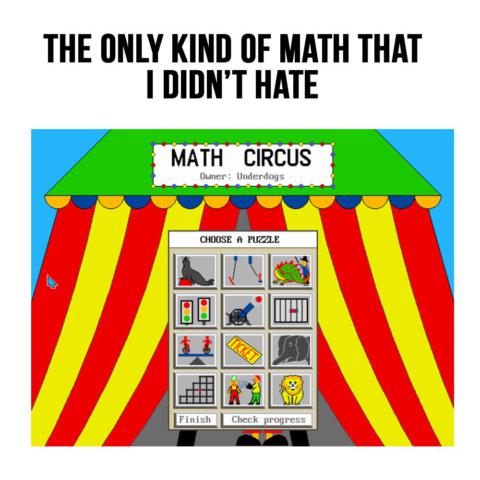 THE ONLY KIND OF MATH THAT
I DIDN'T HATE
MATH CIRCUS
Owner: Underdogs
CHOOSE A PUZZLE
TICKET
Finish
Check progress